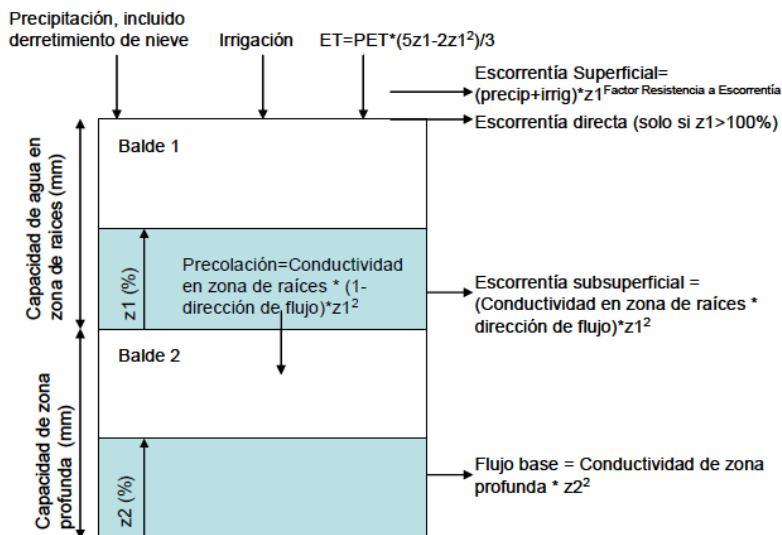 Precipitación, incluido
derretimiento de nieve
Irrigación
ET=PET*(5z1-2z1²)/3
Escorrentía Superficial=
(precip+irrig)*z1^Factor Resistencia a Escorrentía
Escorrentía directa (solo si z1>100%)
Capacidad de agua en
zona de raices (mm)
Balde 1
z1 (%)
Precolación=Conductividad
en zona de raíces * (1-
dirección de flujo)*z1²
Escorrentía subsuperficial =
(Conductividad en zona de raíces *
dirección de flujo)*z1²
Capacidad de zona
profunda (mm)
Balde 2
z2 (%)
Flujo base = Conductividad de zona
profunda * z2²